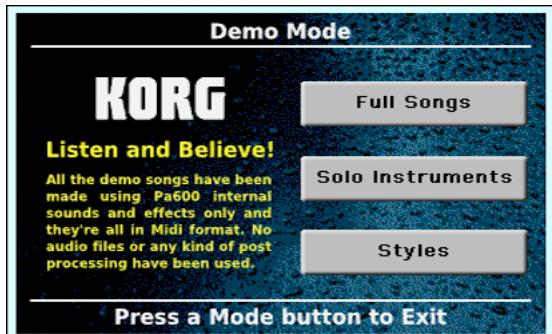 Demo Mode
KORG
Listen and Believe!
All the demo songs have been
made using Pa600 internal
sounds and effects only and
they're all in Midi format. No
audio files or any kind of post
processing have been used.
Full Songs
Solo Instruments
Styles
Press a Mode button to Exit